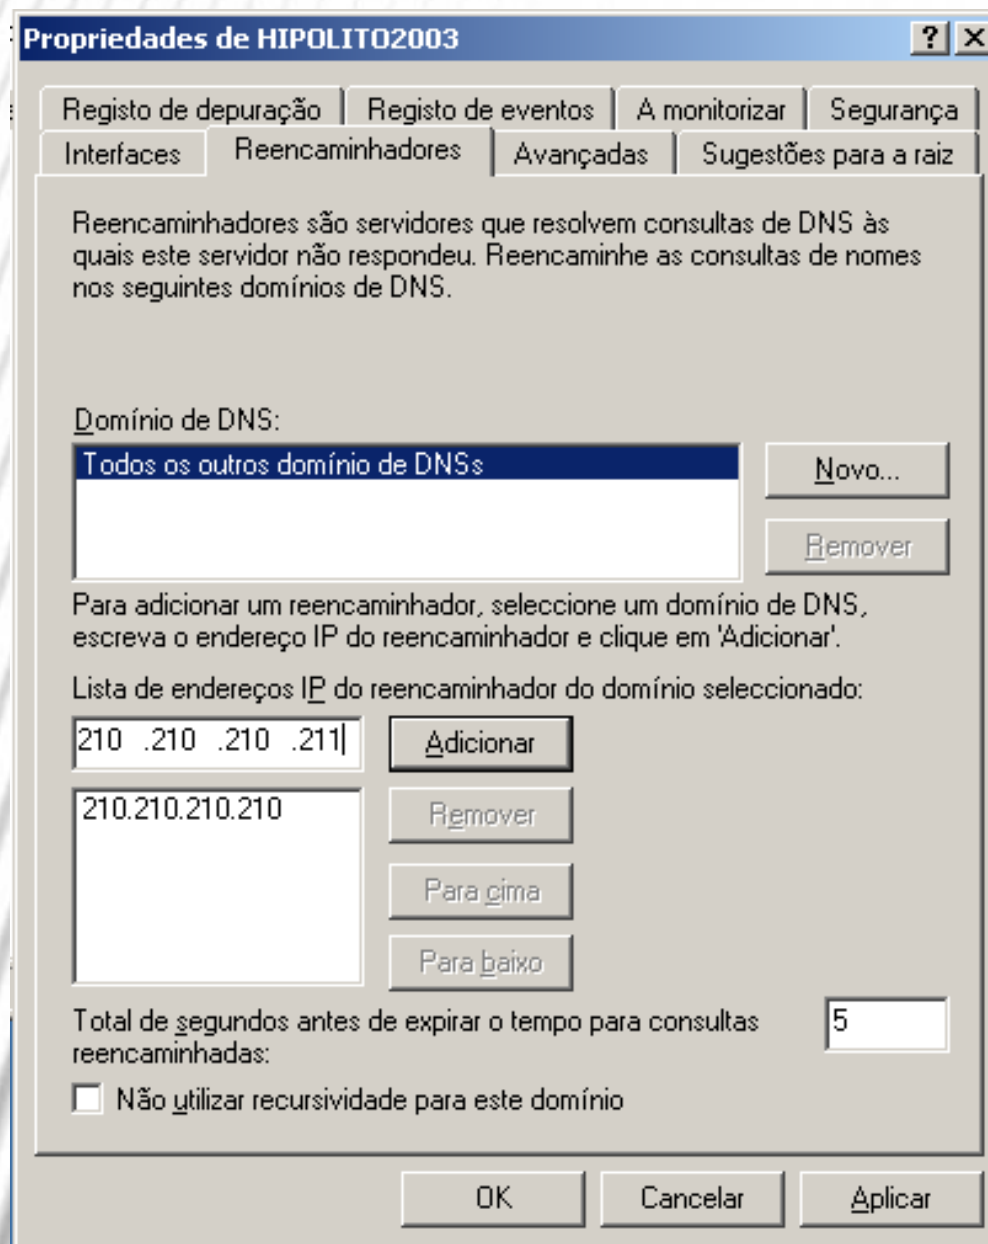 Propriedades de HIPOLITO2003
Registo de depuração Registo de eventos A monitorizar Segurança
Interfaces Reencaminhadores Avançadas Sugestões para a raiz
Reencaminhadores são servidores que resolvem consultas de DNS às
quais este servidor não respondeu. Reencaminhe as consultas de nomes
nos seguintes domínios de DNS.
Domínio de DNS:
Todos os outros domínio de DNSs
Novo...
Remover
Para adicionar um reencaminhador, seleccione um domínio de DNS,
escreva o endereço IP do reencaminhador e clique em 'Adicionar'.
Lista de endereços IP do reencaminhador do domínio seleccionado:
210 .210 .210 .211
Adicionar
210.210.210.210
Remover
Para cima
Para baixo
Total de segundos antes de expirar o tempo para consultas
reencaminhadas:
5
Não utilizar recursividade para este domínio
OK Cancelar Aplicar